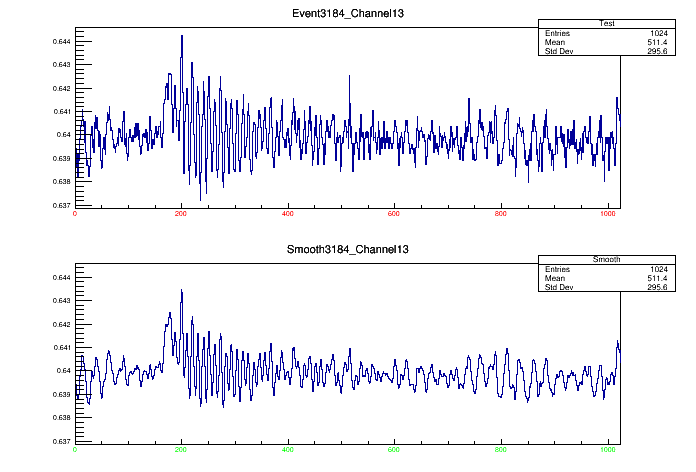 Event3184_Channel13
Test
Entries 1024
Mean 511.4
Std Dev 295.6
0.644
0.643
0.642
0.641
0.64
0.639
0.638
0.637
0 200 400 600 800 1000
Smooth3184_Channel13
Smooth
Entries 1024
Mean 511.4
Std Dev 295.6
0.644
0.643
0.642
0.641
0.64
0.639
0.638
0.637
0 200 400 600 800 1000